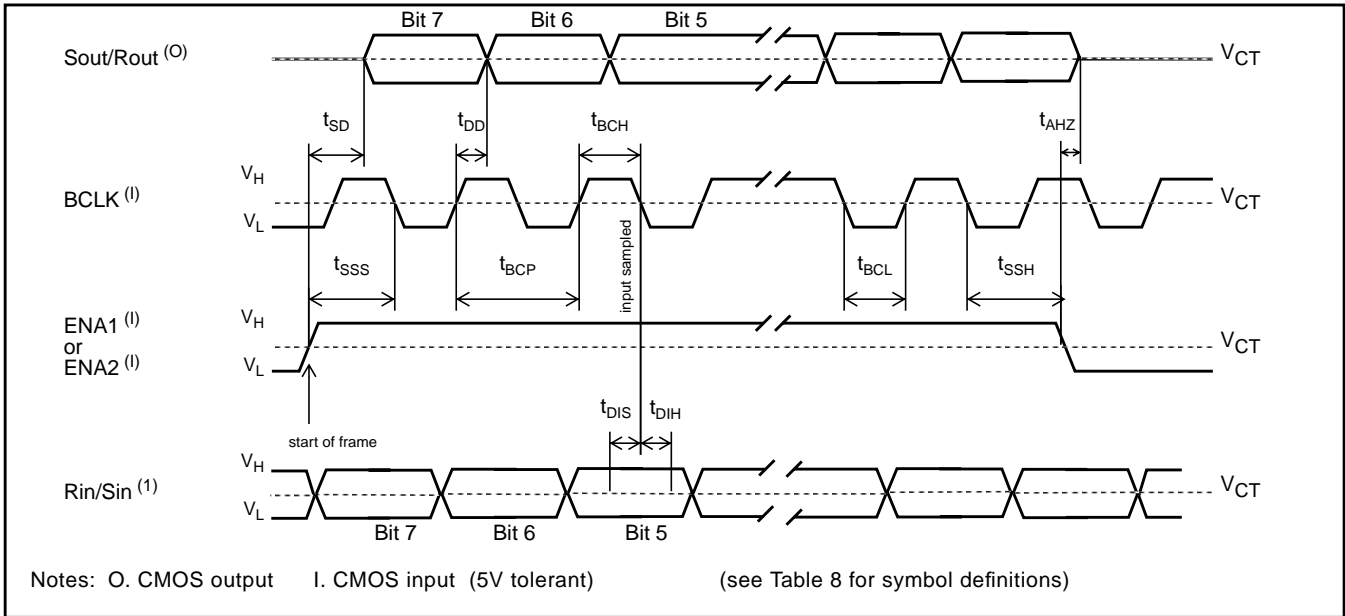 Bit 7 Bit 6 Bit 5
Sout/Rout (O) VCT
tSD tDD tBCH tAHZ
VH
BCLK (I) VCT
VL
tSSS tBCP input sampled tBCL tSSH
ENA1 (I) VH
or VCT
ENA2 (I) VL
tDIS tDIH
start of frame
VH
Rin/Sin (1) VCT
VL
Bit 7 Bit 6 Bit 5
Notes: O. CMOS output I. CMOS input (5V tolerant) (see Table 8 for symbol definitions)